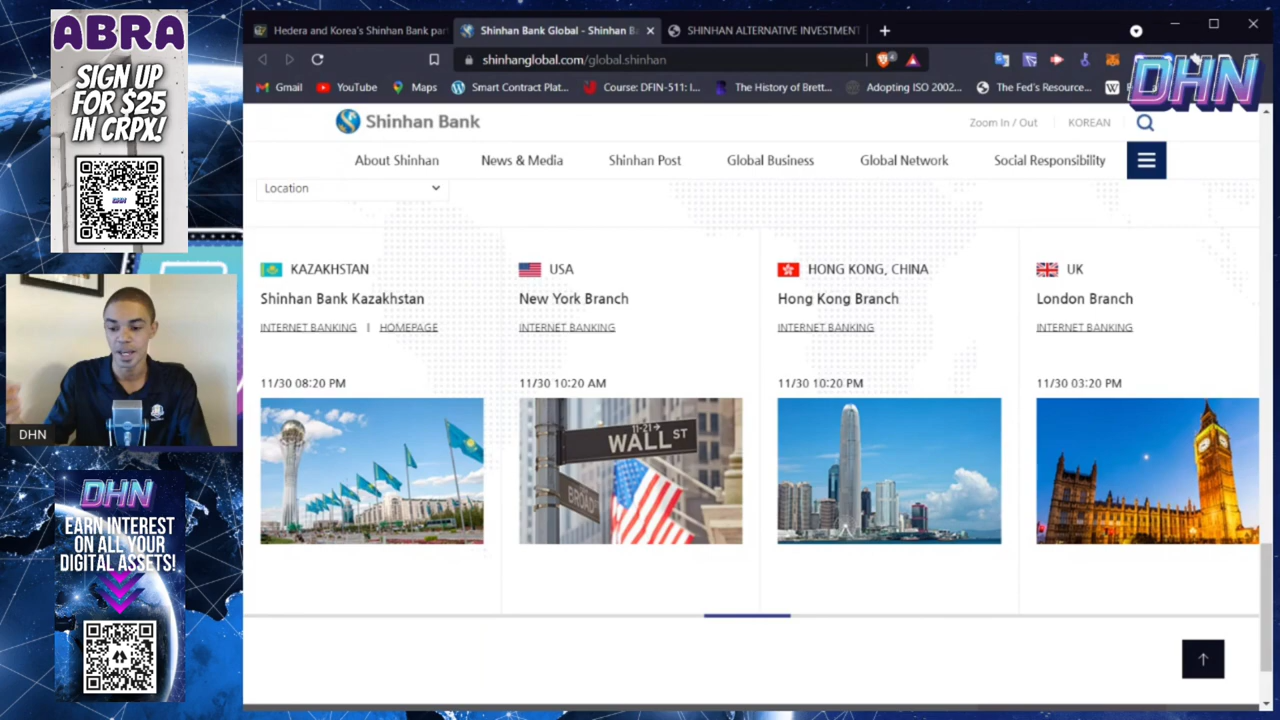 ABRA
SIGN UP
FOR $25
IN CRPX!
DHN
DHN
DHN
EARN INTEREST
ON ALL YOUR
DIGITAL ASSETS!
Hedera and Korea's Shinhan Bank par
Shinhan Bank Global - Shinhan B
SHINHAN ALTERNATIVE INVESTMENT
shinhanglobal.com/global.shinhan
DHN
Gmail
YouTube
Maps
Smart Contract Plat...
Course: DFIN-511: I...
The History of Brett...
Adopting ISO 2002...
The Fed's Resource...
Shinhan Bank
Zoom In / Out
KOREAN
About Shinhan
News & Media
Shinhan Post
Global Business
Global Network
Social Responsibility
Location
KAZAKHSTAN
Shinhan Bank Kazakhstan
INTERNET BANKING | HOMEPAGE
11/30 08:20 PM
USA
New York Branch
INTERNET BANKING
11/30 10:20 AM
11-21
WALL ST
BROAD
HONG KONG, CHINA
Hong Kong Branch
INTERNET BANKING
11/30 10:20 PM
UK
London Branch
INTERNET BANKING
11/30 03:20 PM